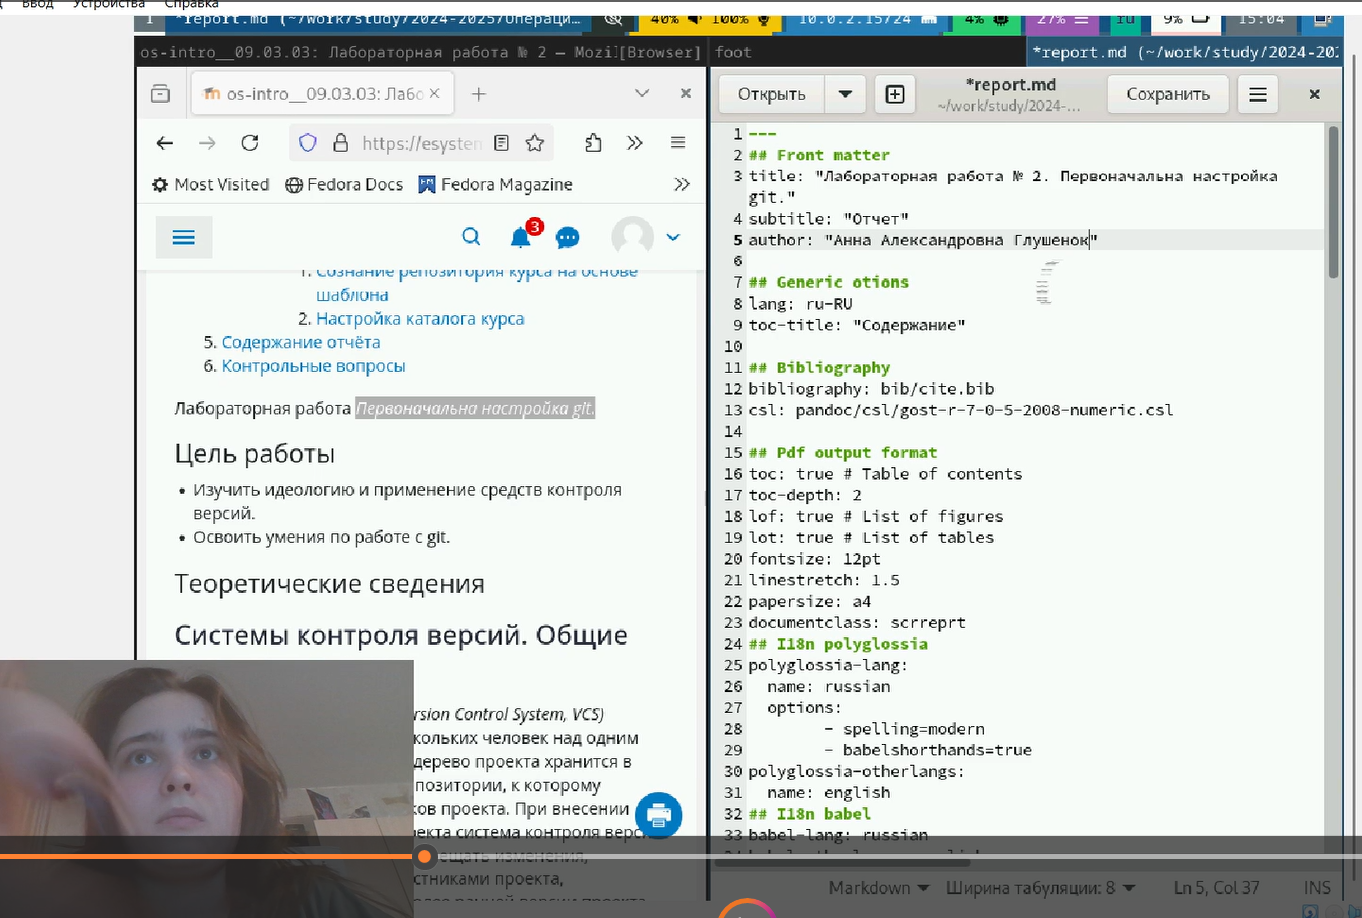 Ввод Устройства Справка
1 *report.md (~/work/study/2024-2025/Операци… 40% 100% 10.0.2.15/24 4% 27% ru 9% 15:04
os-intro__09.03.03: Лабораторная работа № 2 — Mozi[Browser] foot *report.md (~/work/study/2024-202
os-intro__09.03.03: Лабо
https://esystem
Most Visited Fedora Docs Fedora Magazine
3
1. Сознание репозитория курса на основе
шаблона
2. Настройка каталога курса
5. Содержание отчёта
6. Контрольные вопросы
Лабораторная работа Первоначальна настройка git.
Цель работы
• Изучить идеологию и применение средств контроля
версий.
• Освоить умения по работе с git.
Теоретические сведения
Системы контроля версий. Общие
rsion Control System, VCS)
кольких человек над одним
дерево проекта хранится в
позитории, к которому
ков проекта. При внесении
екта система контроля верс
ещать изменения,
стниками проекта,
Открыть *report.md Сохранить
~/work/study/2024-…
1 ---
2 ## Front matter
3 title: "Лабораторная работа № 2. Первоначальна настройка
git."
4 subtitle: "Отчет"
5 author: "Анна Александровна Глушенок"
6
7 ## Generic otions
8 lang: ru-RU
9 toc-title: "Содержание"
10
11 ## Bibliography
12 bibliography: bib/cite.bib
13 csl: pandoc/csl/gost-r-7-0-5-2008-numeric.csl
14
15 ## Pdf output format
16 toc: true # Table of contents
17 toc-depth: 2
18 lof: true # List of figures
19 lot: true # List of tables
20 fontsize: 12pt
21 linestretch: 1.5
22 papersize: a4
23 documentclass: scrreprt
24 ## I18n polyglossia
25 polyglossia-lang:
26 name: russian
27 options:
28 - spelling=modern
29 - babelshorthands=true
30 polyglossia-otherlangs:
31 name: english
32 ## I18n babel
33 babel-lang: russian
Markdown Ширина табуляции: 8 Ln 5, Col 37 INS